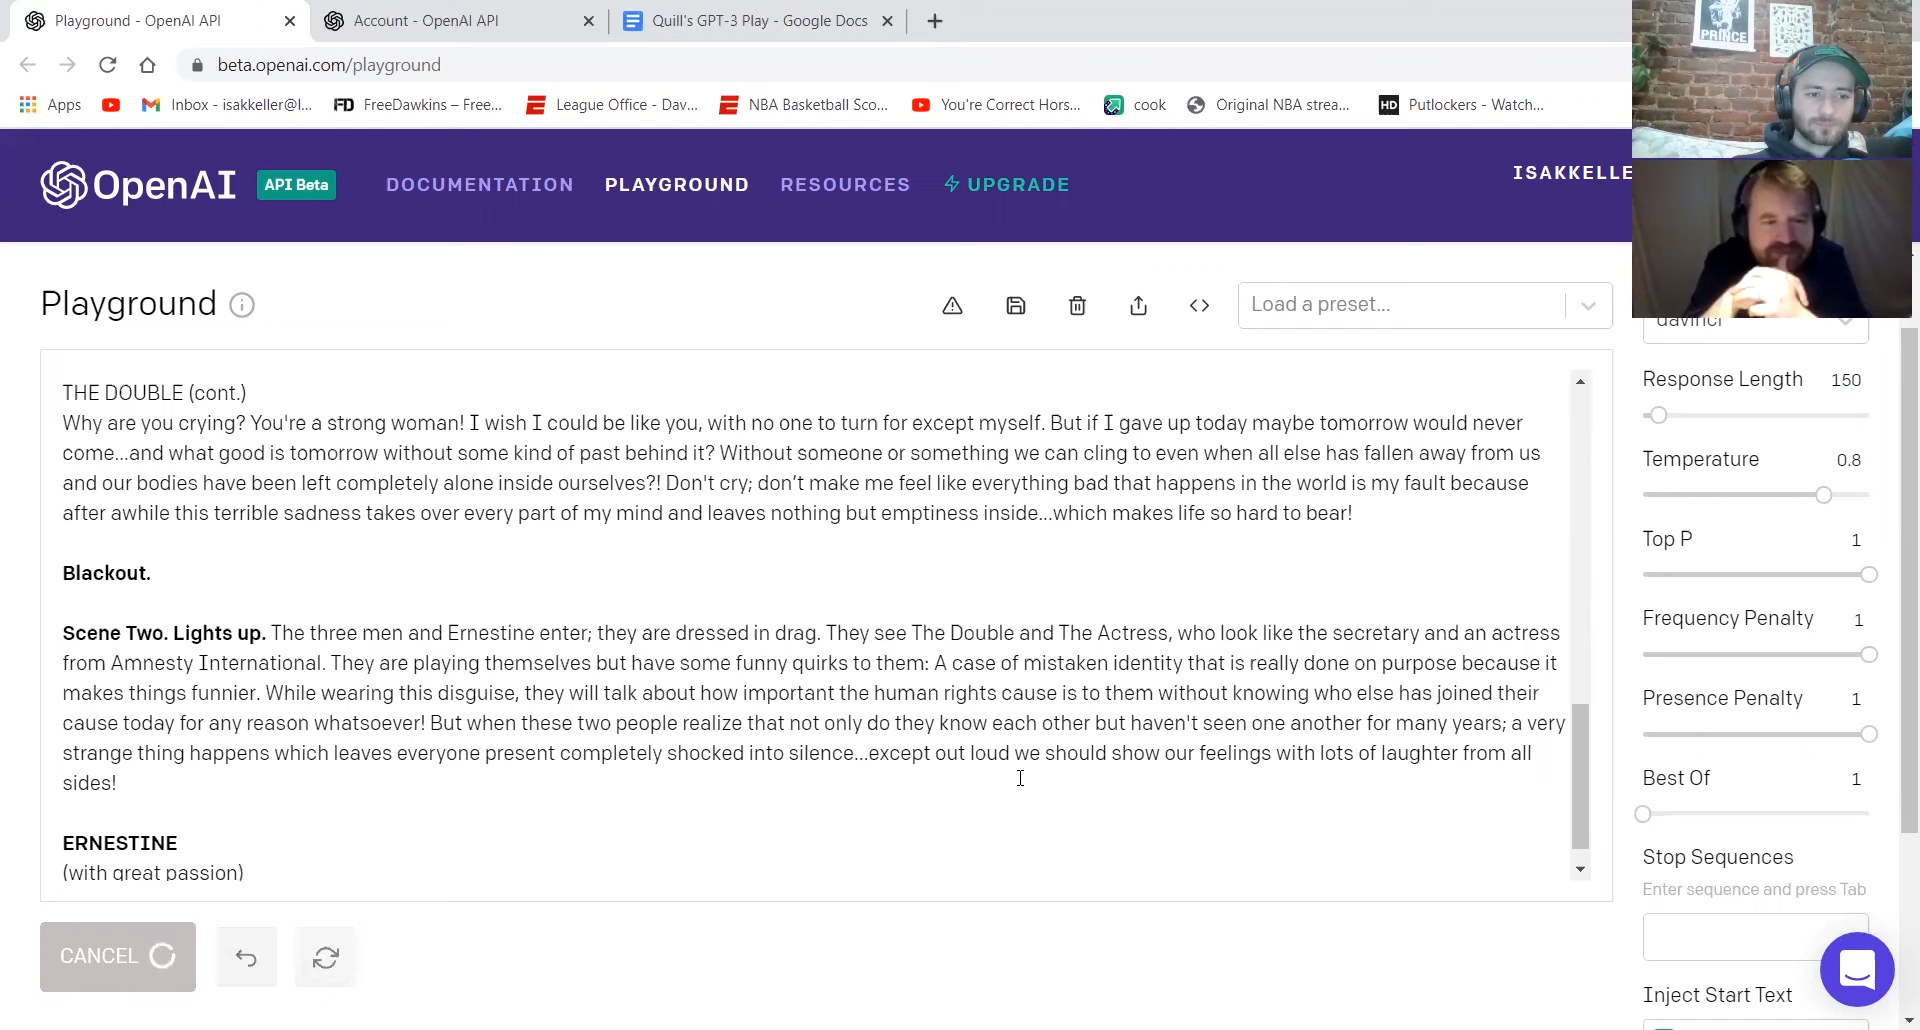 Playground - OpenAI API
Account - OpenAI API
Quill's GPT-3 Play - Google Docs
beta.openai.com/playground
Apps
Inbox - isakkeller@l...
FD FreeDawkins – Free...
League Office - Dav...
NBA Basketball Sco...
You're Correct Hors...
cook
Original NBA strea...
HD Putlockers - Watch...
PRINCE
OpenAI
API Beta
DOCUMENTATION
PLAYGROUND
RESOURCES
UPGRADE
ISAKKELLE
Playground
Load a preset...
davinci
THE DOUBLE (cont.)
Why are you crying? You're a strong woman! I wish I could be like you, with no one to turn for except myself. But if I gave up today maybe tomorrow would never
come...and what good is tomorrow without some kind of past behind it? Without someone or something we can cling to even when all else has fallen away from us
and our bodies have been left completely alone inside ourselves?! Don't cry; don’t make me feel like everything bad that happens in the world is my fault because
after awhile this terrible sadness takes over every part of my mind and leaves nothing but emptiness inside...which makes life so hard to bear!
Blackout.
Scene Two. Lights up. The three men and Ernestine enter; they are dressed in drag. They see The Double and The Actress, who look like the secretary and an actress
from Amnesty International. They are playing themselves but have some funny quirks to them: A case of mistaken identity that is really done on purpose because it
makes things funnier. While wearing this disguise, they will talk about how important the human rights cause is to them without knowing who else has joined their
cause today for any reason whatsoever! But when these two people realize that not only do they know each other but haven't seen one another for many years; a very
strange thing happens which leaves everyone present completely shocked into silence...except out loud we should show our feelings with lots of laughter from all
sides!
ERNESTINE
(with great passion)
CANCEL
Response Length 150
Temperature 0.8
Top P 1
Frequency Penalty 1
Presence Penalty 1
Best Of 1
Stop Sequences
Enter sequence and press Tab
Inject Start Text